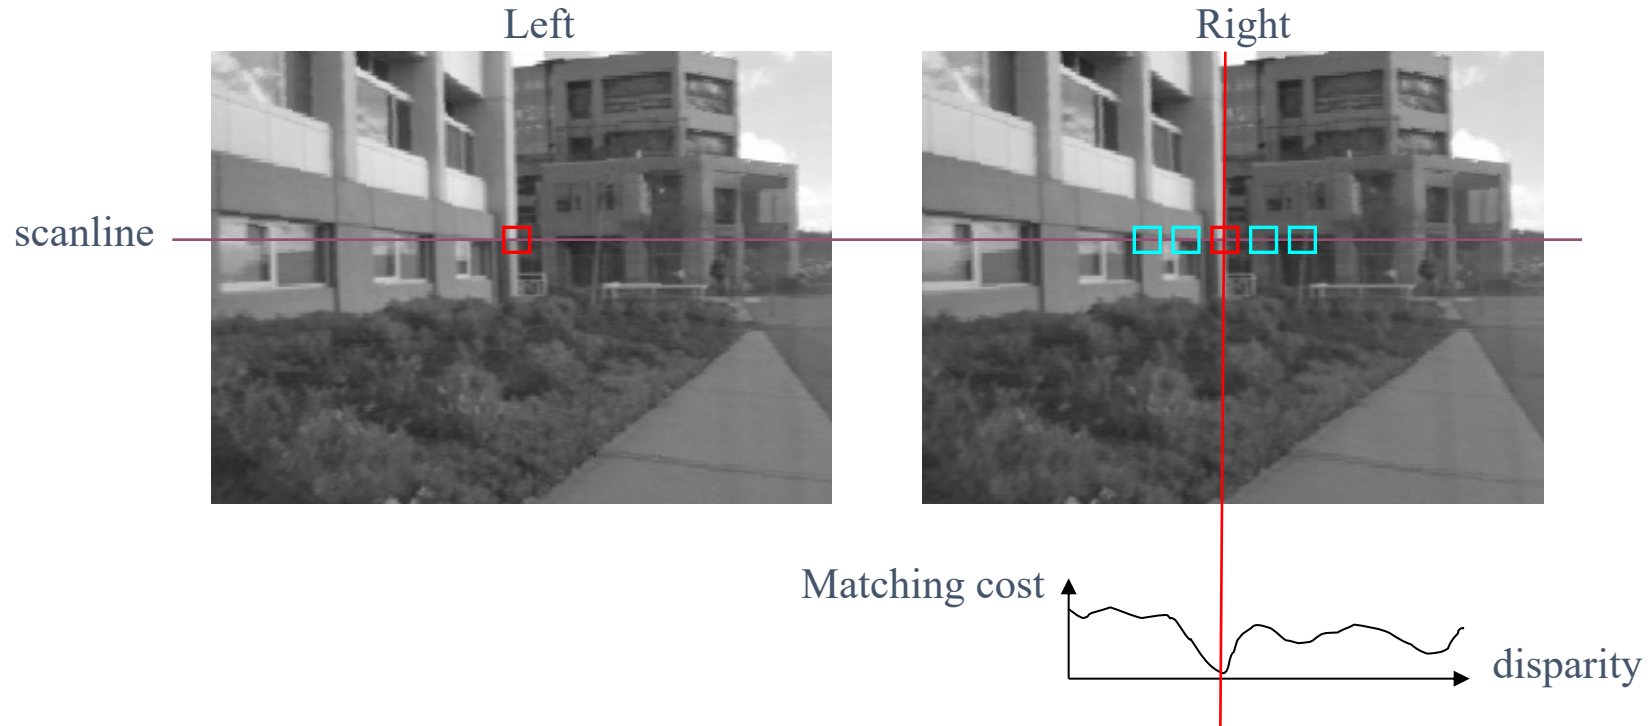 Left
Right
scanline
Matching cost
disparity